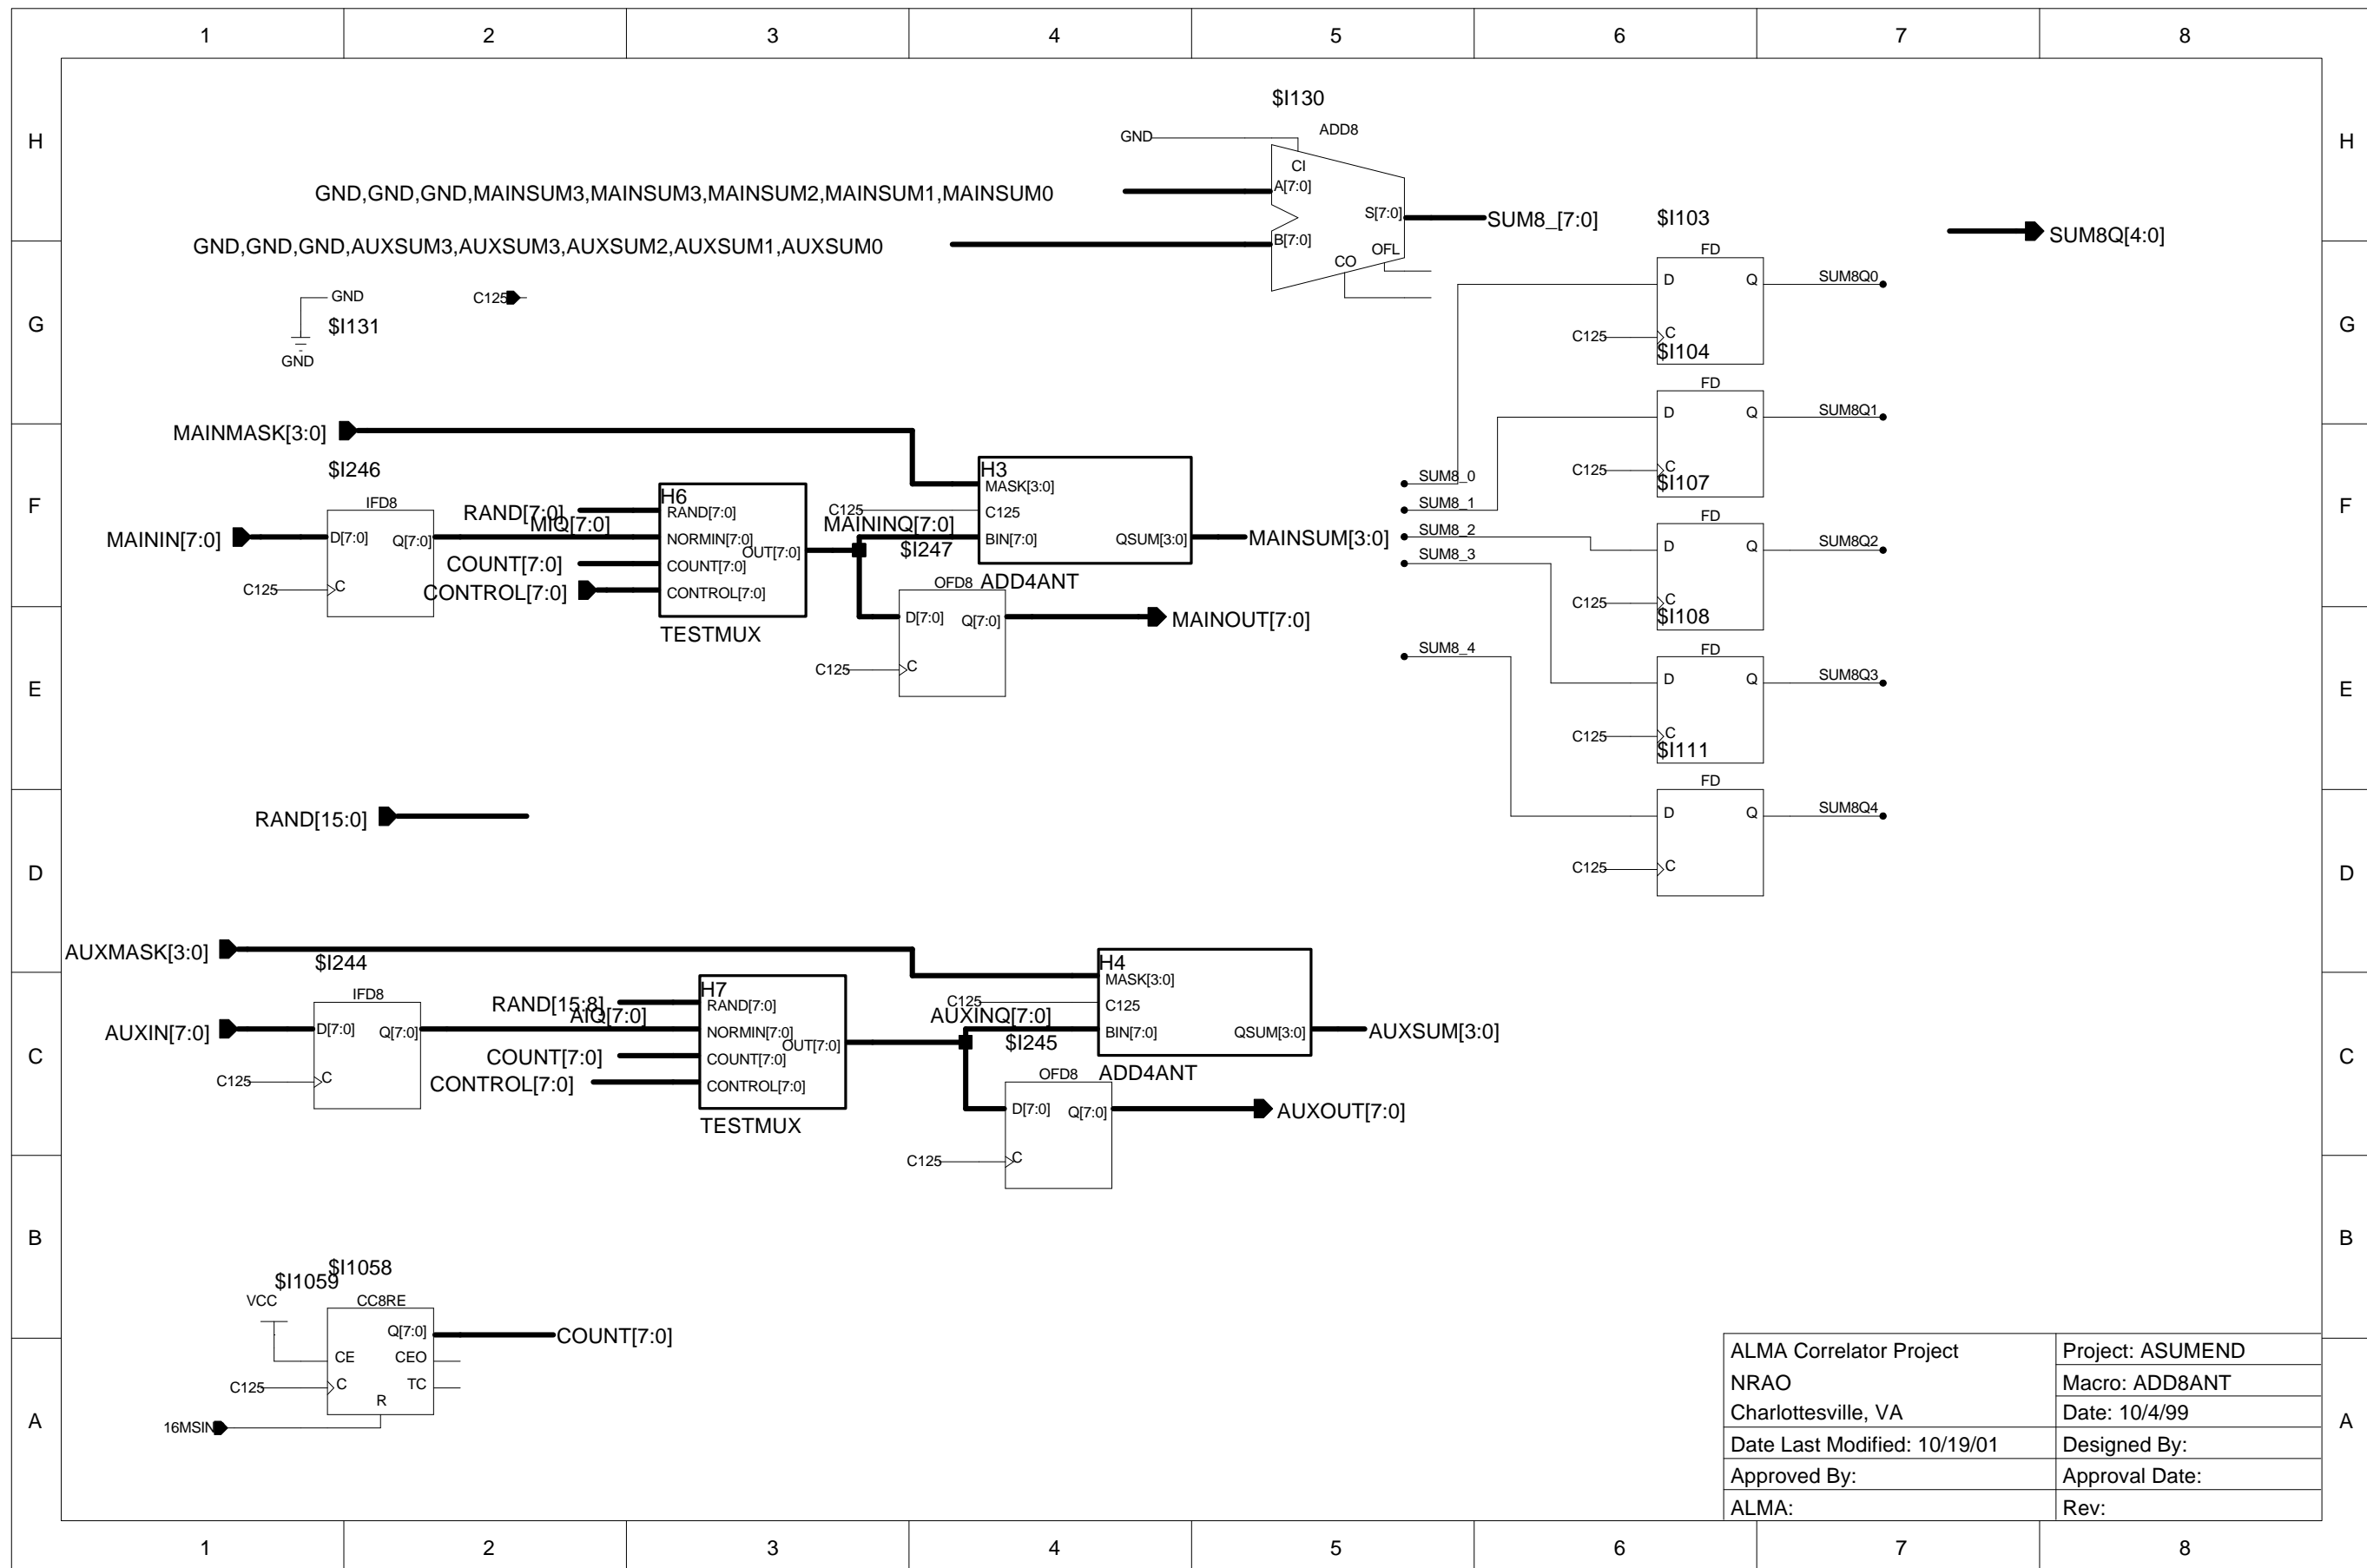 1 2 3 4 5 6 7 8
H H
G G
F F
E E
D D
C C
B B
A A
$I130
ADD8
GND
CI
A[7:0]
GND,GND,GND,MAINSUM3,MAINSUM3,MAINSUM2,MAINSUM1,MAINSUM0
S[7:0]
SUM8_[7:0]
B[7:0]
GND,GND,GND,AUXSUM3,AUXSUM3,AUXSUM2,AUXSUM1,AUXSUM0
OFL
CO
$I103
SUM8Q[4:0]
GND
$I131
GND
C125
FD
D Q SUM8Q0
C125 C
$I104
FD
D Q SUM8Q1
C125 C
$I107
FD
D Q SUM8Q2
C125 C
$I108
FD
D Q SUM8Q3
C125 C
$I111
FD
D Q SUM8Q4
C125 C
SUM8_0
SUM8_1
SUM8_2
SUM8_3
SUM8_4
MAINMASK[3:0]
$I246
IFD8
MAININ[7:0] D[7:0] Q[7:0]
C125 C
RAND[7:0]
MIQ[7:0]
COUNT[7:0]
CONTROL[7:0]
H6
RAND[7:0]
NORMIN[7:0]
OUT[7:0]
COUNT[7:0]
CONTROL[7:0]
TESTMUX
H3
MASK[3:0]
C125 C125
MAININQ[7:0] BIN[7:0] QSUM[3:0] MAINSUM[3:0]
$I247
OFD8 ADD4ANT
D[7:0] Q[7:0] MAINOUT[7:0]
C125 C
RAND[15:0]
AUXMASK[3:0]
$I244
IFD8
AUXIN[7:0] D[7:0] Q[7:0]
C125 C
RAND[15:8]
AIQ[7:0]
COUNT[7:0]
CONTROL[7:0]
H7
RAND[7:0]
NORMIN[7:0]
OUT[7:0]
COUNT[7:0]
CONTROL[7:0]
TESTMUX
H4
MASK[3:0]
C125 C125
AUXINQ[7:0] BIN[7:0] QSUM[3:0] AUXSUM[3:0]
$I245
OFD8 ADD4ANT
D[7:0] Q[7:0] AUXOUT[7:0]
C125 C
$I1058
$I1059
VCC CC8RE
Q[7:0] COUNT[7:0]
CE CEO
C125 C TC
R
16MSIN
ALMA Correlator Project Project: ASUMEND
NRAO Macro: ADD8ANT
Charlottesville, VA Date: 10/4/99
Date Last Modified: 10/19/01 Designed By:
Approved By: Approval Date:
ALMA: Rev:
1 2 3 4 5 6 7 8